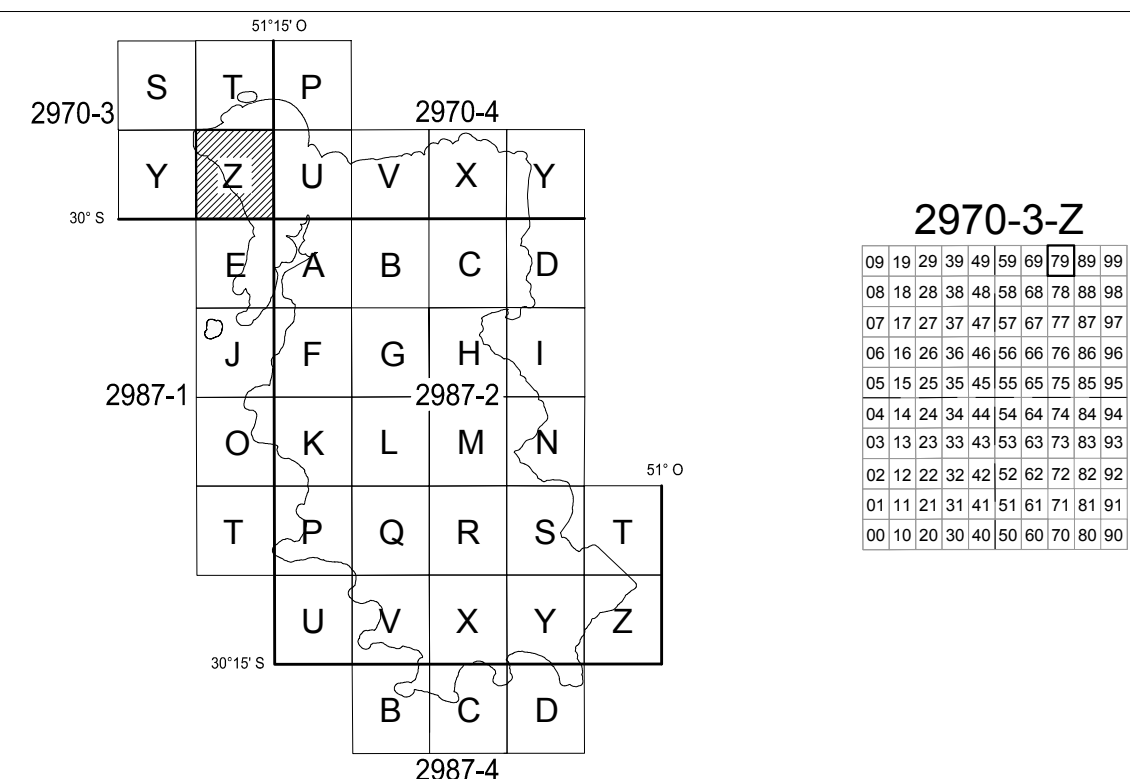 51°15' O
S T P
2970-3 2970-4
Y Z U V X Y
30° S
E A B C D
J F G H I
2987-1 2987-2
O K L M N
51° O
T P Q R S T
U V X Y Z
30°15' S
B C D
2987-4
2970-3-Z
09 19 29 39 49 59 69 79 89 99
08 18 28 38 48 58 68 78 88 98
07 17 27 37 47 57 67 77 87 97
06 16 26 36 46 56 66 76 86 96
05 15 25 35 45 55 65 75 85 95
04 14 24 34 44 54 64 74 84 94
03 13 23 33 43 53 63 73 83 93
02 12 22 32 42 52 62 72 82 92
01 11 21 31 41 51 61 71 81 91
00 10 20 30 40 50 60 70 80 90